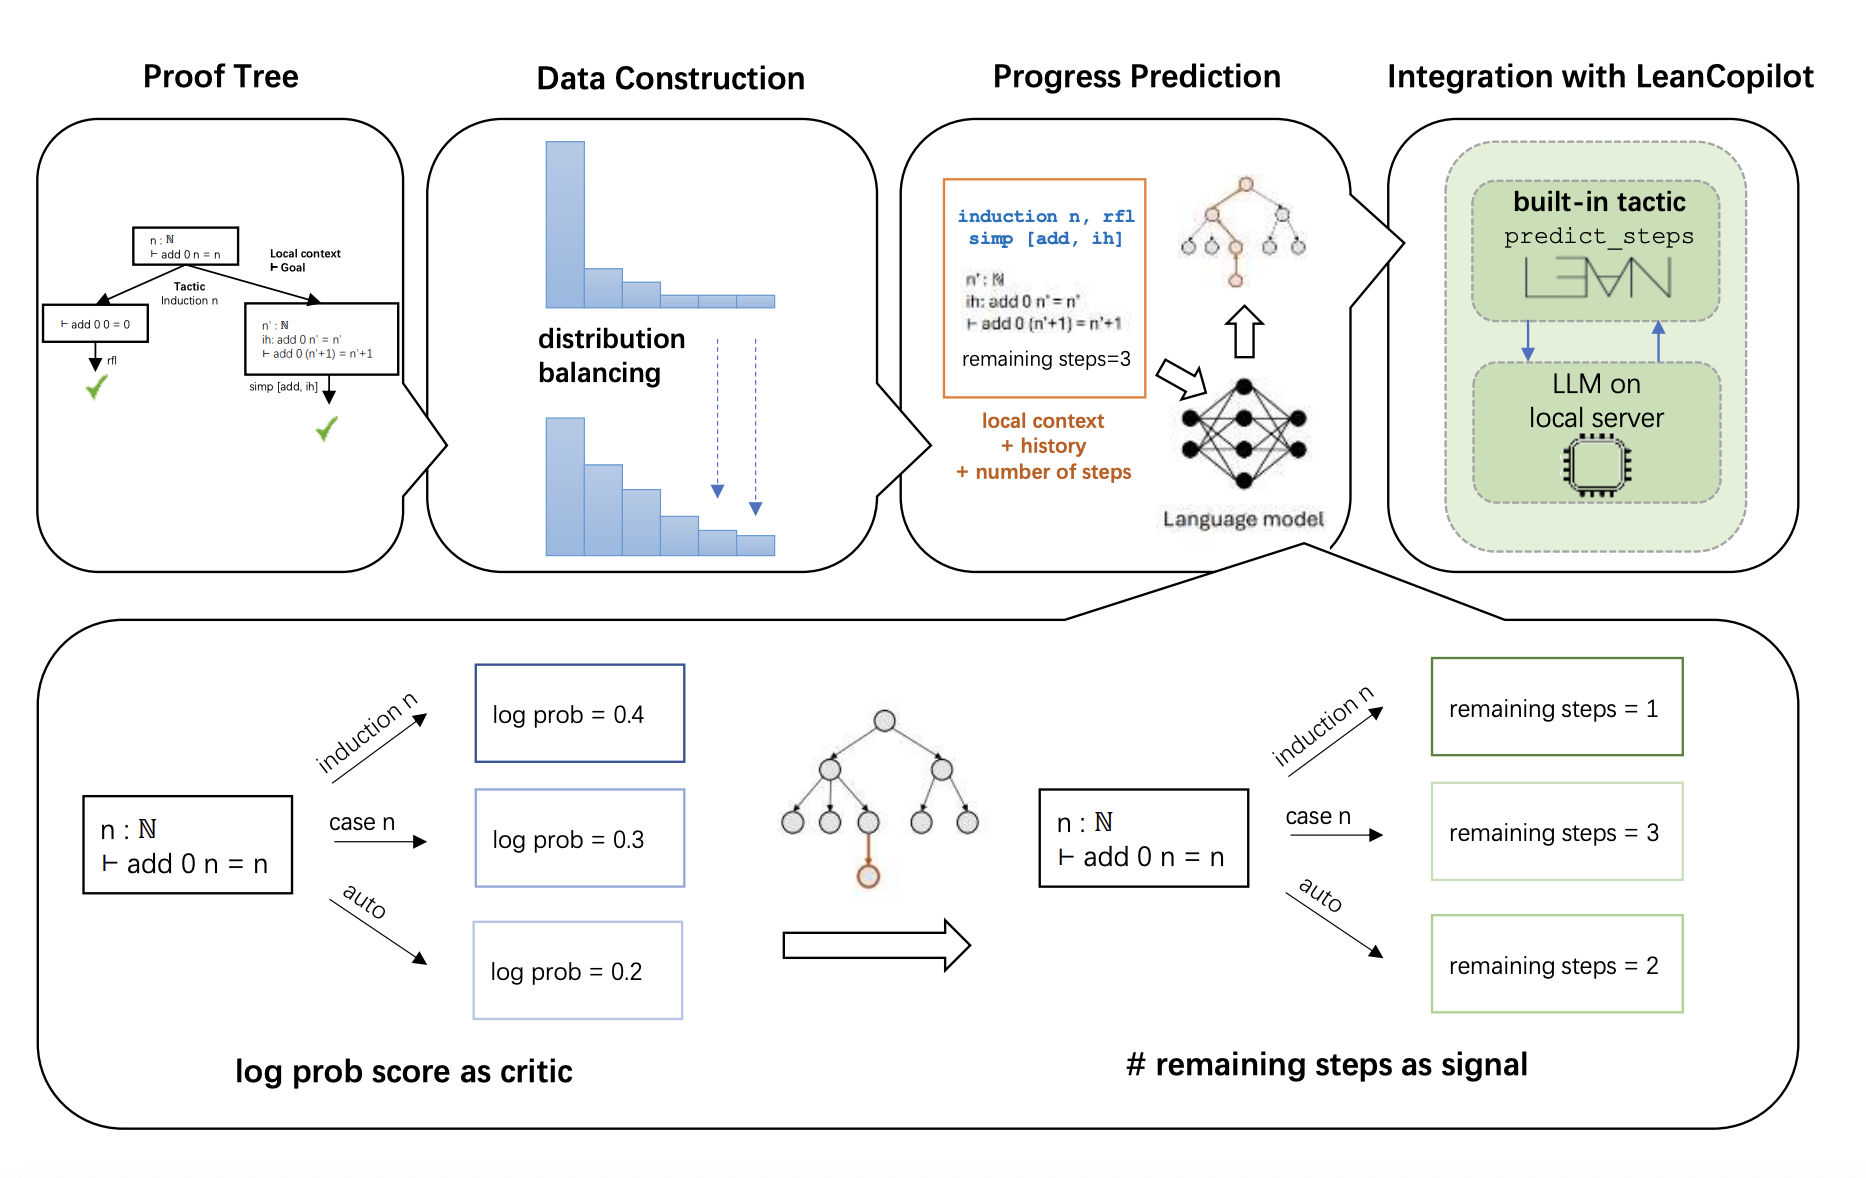 Proof Tree
n : ℕ
⊢ add 0 n = n
Local context
⊢ Goal
Tactic
Induction n
⊢ add 0 0 = 0
rfl
n' : ℕ
ih: add 0 n' = n'
⊢ add 0 (n'+1) = n'+1
simp [add, ih]
Data Construction
distribution
balancing
Progress Prediction
induction n, rfl
simp [add, ih]
n' : ℕ
ih: add 0 n' = n'
⊢ add 0 (n'+1) = n'+1
remaining steps=3
local context
+ history
+ number of steps
Language model
Integration with LeanCopilot
built-in tactic
predict_steps
L∃∀N
LLM on
local server
n : ℕ
⊢ add 0 n = n
induction n
case n
auto
log prob = 0.4
log prob = 0.3
log prob = 0.2
log prob score as critic
n : ℕ
⊢ add 0 n = n
induction n
case n
auto
remaining steps = 1
remaining steps = 3
remaining steps = 2
# remaining steps as signal